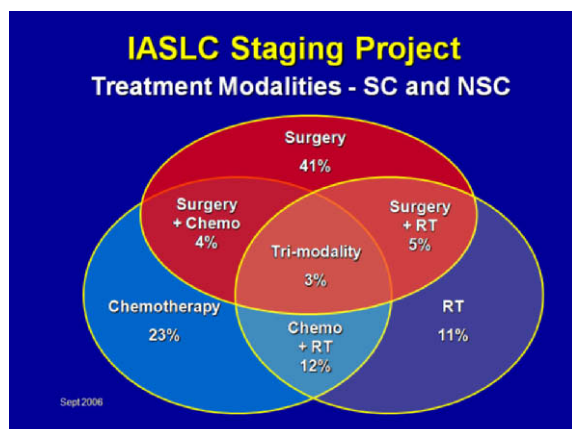 IASLC Staging Project
Treatment Modalities - SC and NSC
Surgery
41%
Surgery
+ Chemo
4%
Surgery
+ RT
5%
Tri-modality
3%
Chemotherapy
23%
RT
11%
Chemo
+ RT
12%
Sept 2006